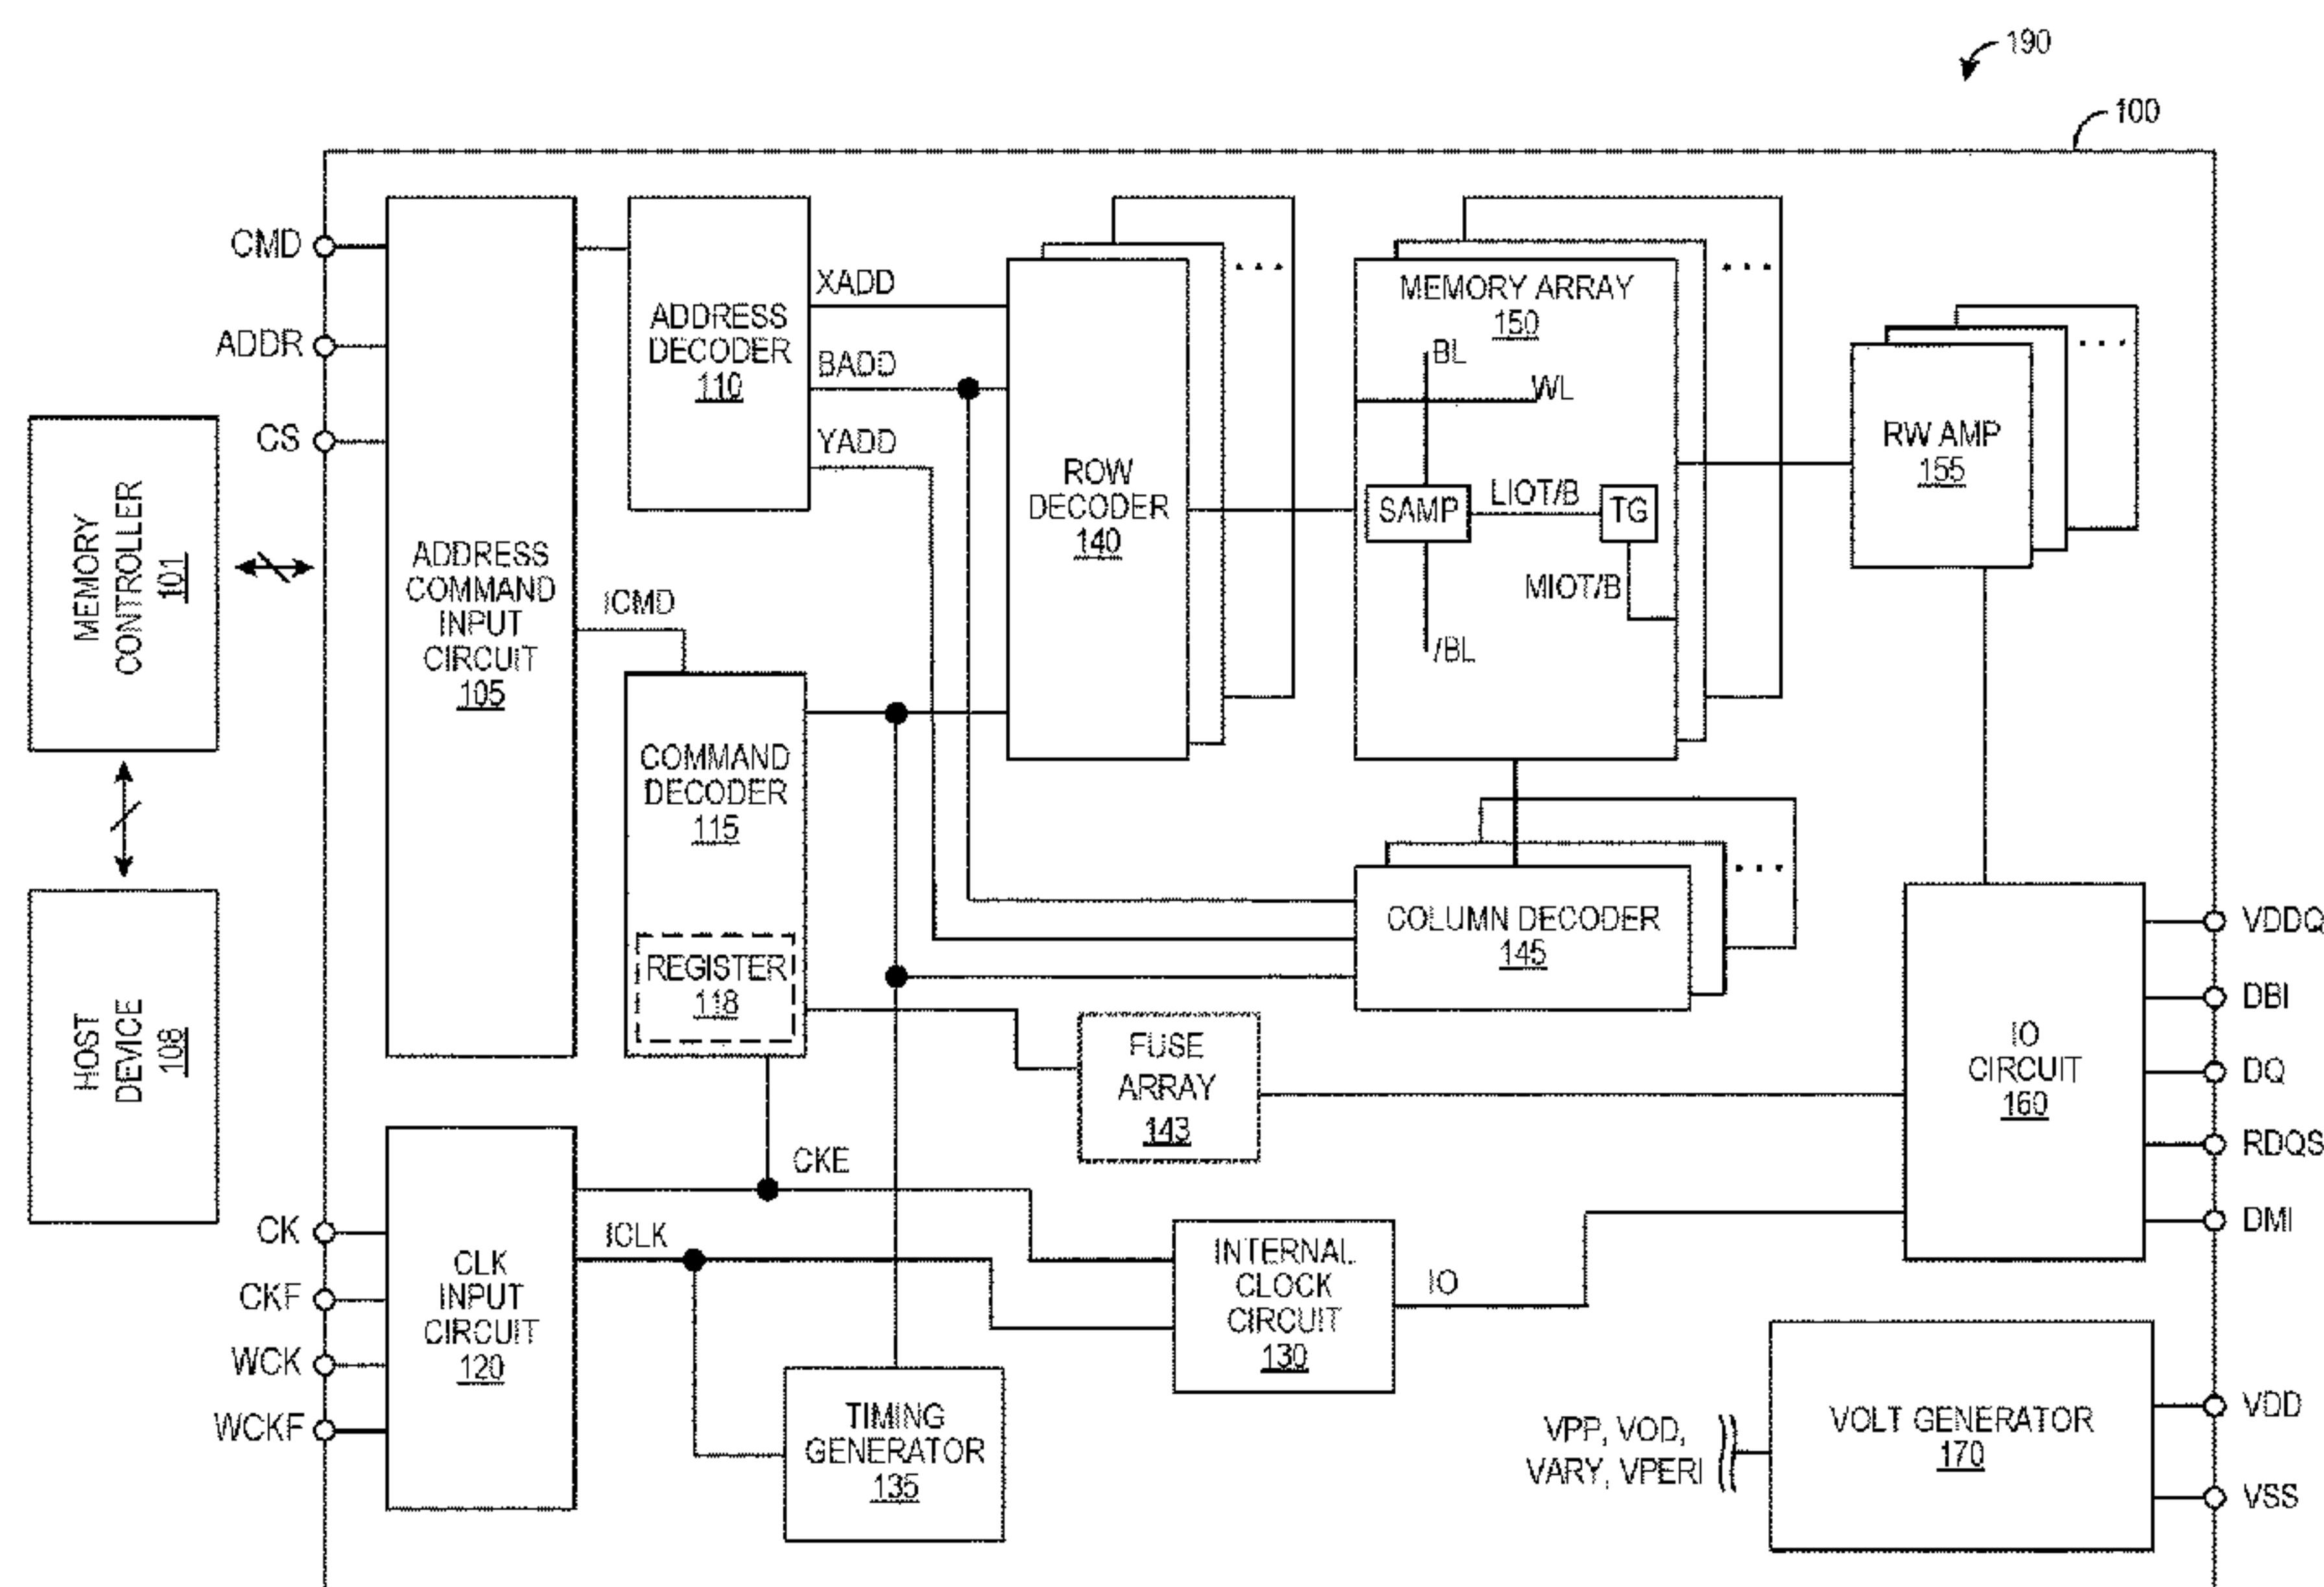 190
100
CMD
ADDR
CS
MEMORY
CONTROLLER
101
HOST
DEVICE
108
ADDRESS
COMMAND
INPUT
CIRCUIT
105
ADDRESS
DECODER
110
XADD
BADD
YADD
ICMD
COMMAND
DECODER
115
REGISTER
118
ROW
DECODER
140
...
MEMORY ARRAY
150
BL
WL
SAMP
LIOT/B
TG
MIOT/B
/BL
...
RW AMP
155
...
COLUMN DECODER
145
...
FUSE
ARRAY
143
IO
CIRCUIT
160
VDDQ
DBI
DQ
RDQS
DMI
CK
CKF
WCK
WCKF
CLK
INPUT
CIRCUIT
120
CKE
ICLK
INTERNAL
CLOCK
CIRCUIT
130
IO
TIMING
GENERATOR
135
VPP, VOD,
VARY, VPERI
VOLT GENERATOR
170
VDD
VSS